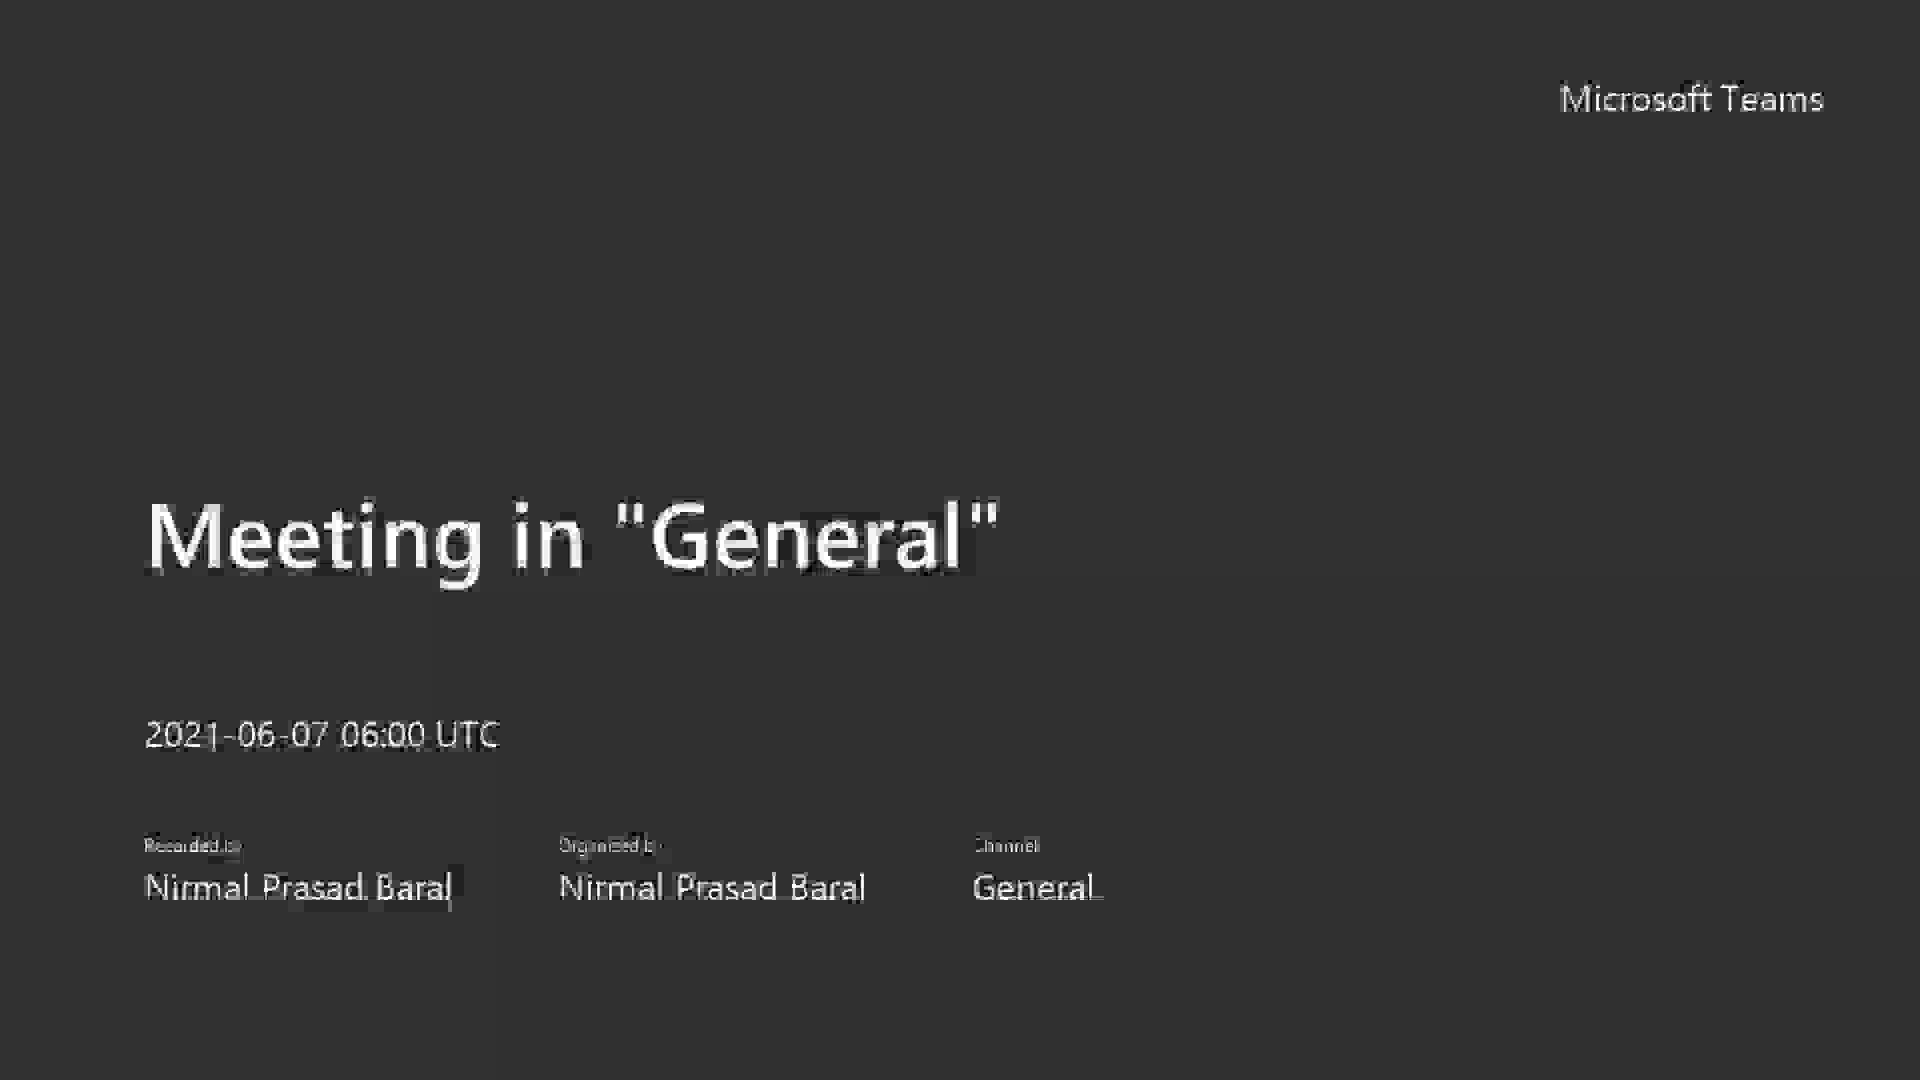 Microsoft Teams
Meeting in "General"
2021-06-07 06:00 UTC
Recorded by Organized by Channel
Nirmal Prasad Baral Nirmal Prasad Baral General